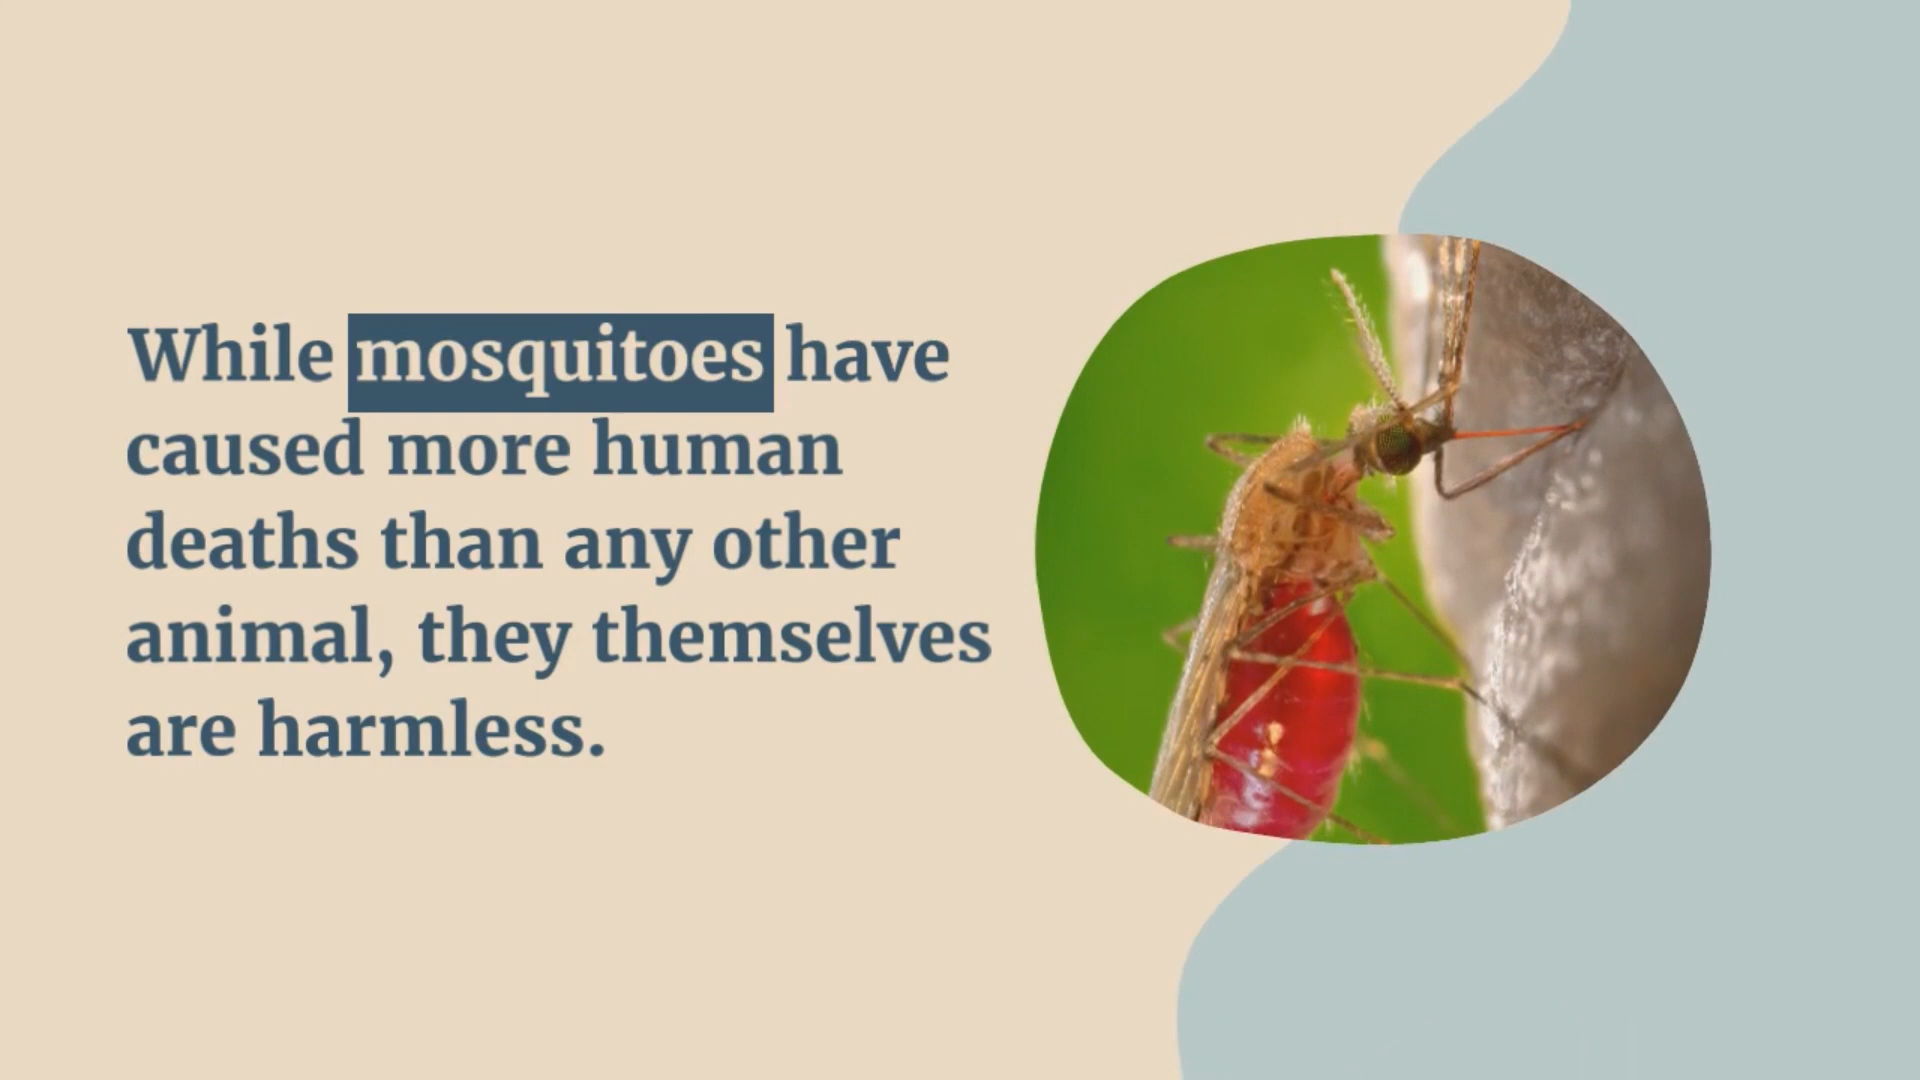 While mosquitoes have
caused more human
deaths than any other
animal, they themselves
are harmless.